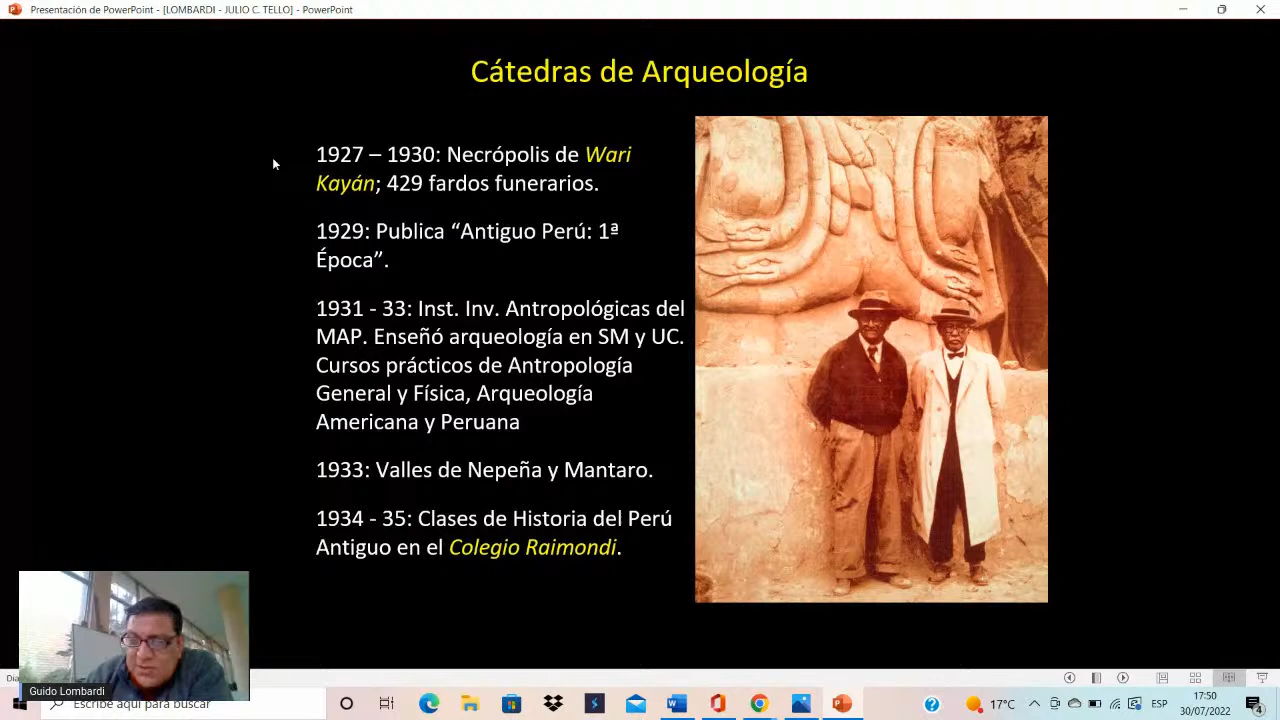 Presentación de PowerPoint - [LOMBARDI - JULIO C. TELLO] - PowerPoint
Cátedras de Arqueología
1927 – 1930: Necrópolis de Wari
Kayán; 429 fardos funerarios.
1929: Publica “Antiguo Perú: 1ª
Época”.
1931 - 33: Inst. Inv. Antropológicas del
MAP. Enseñó arqueología en SM y UC.
Cursos prácticos de Antropología
General y Física, Arqueología
Americana y Peruana
1933: Valles de Nepeña y Mantaro.
1934 - 35: Clases de Historia del Perú
Antiguo en el Colegio Raimondi.
Guido Lombardi
Escribe aquí para buscar
17°C
ESP
17:50
30/07/2022
4